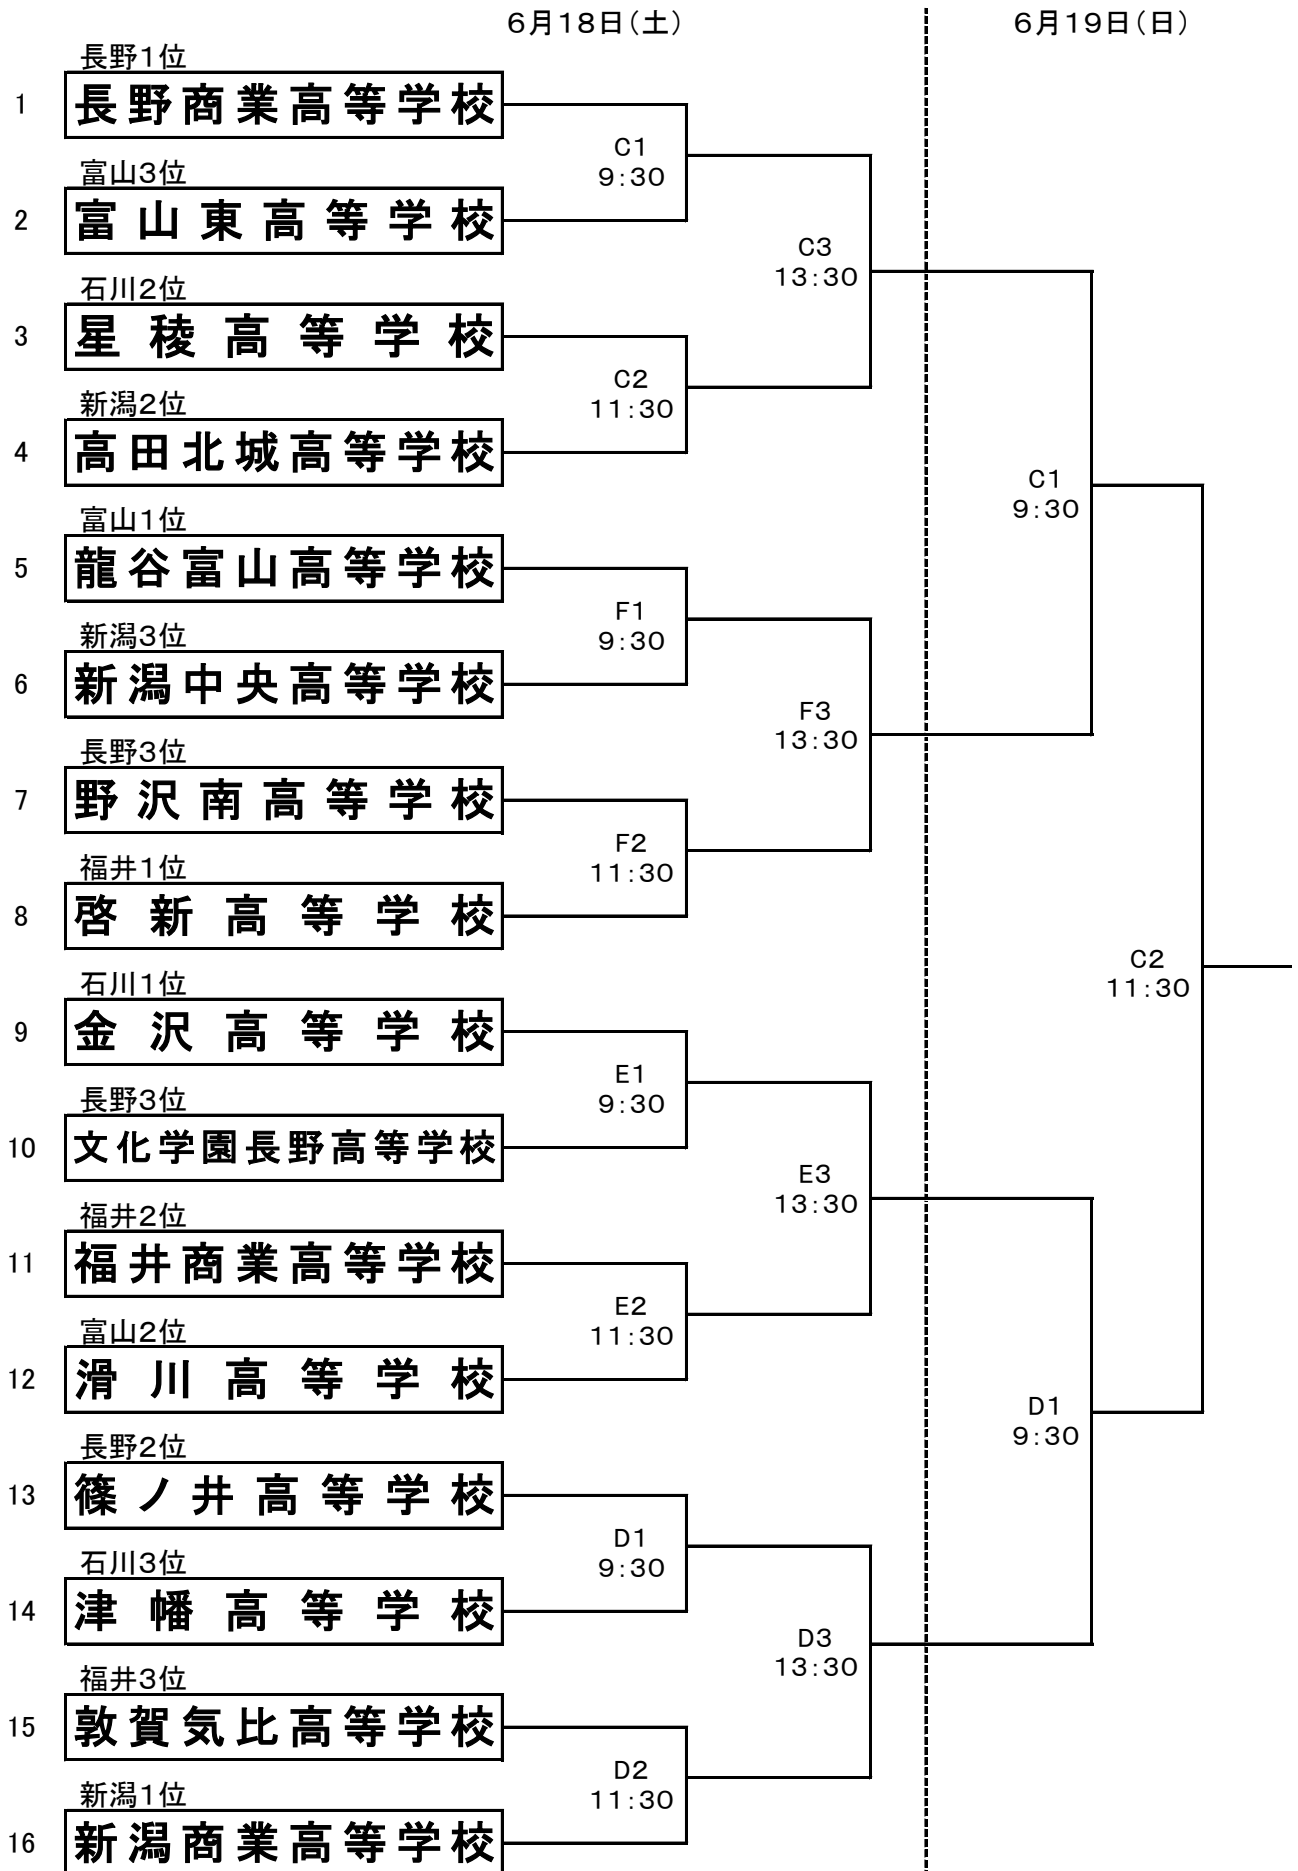 6月18日(土)
6月19日(日)
長野1位
1
長野商業高等学校
C1
9:30
富山3位
2
富山東高等学校
C3
13:30
石川2位
3
星稜高等学校
C2
11:30
新潟2位
4
高田北城高等学校
C1
9:30
富山1位
5
龍谷富山高等学校
F1
9:30
新潟3位
6
新潟中央高等学校
F3
13:30
長野3位
7
野沢南高等学校
F2
11:30
福井1位
8
啓新高等学校
C2
11:30
石川1位
9
金沢高等学校
E1
9:30
長野3位
10
文化学園長野高等学校
E3
13:30
福井2位
11
福井商業高等学校
E2
11:30
富山2位
12
滑川高等学校
D1
9:30
長野2位
13
篠ノ井高等学校
D1
9:30
石川3位
14
津幡高等学校
D3
13:30
福井3位
15
敦賀気比高等学校
D2
11:30
新潟1位
16
新潟商業高等学校